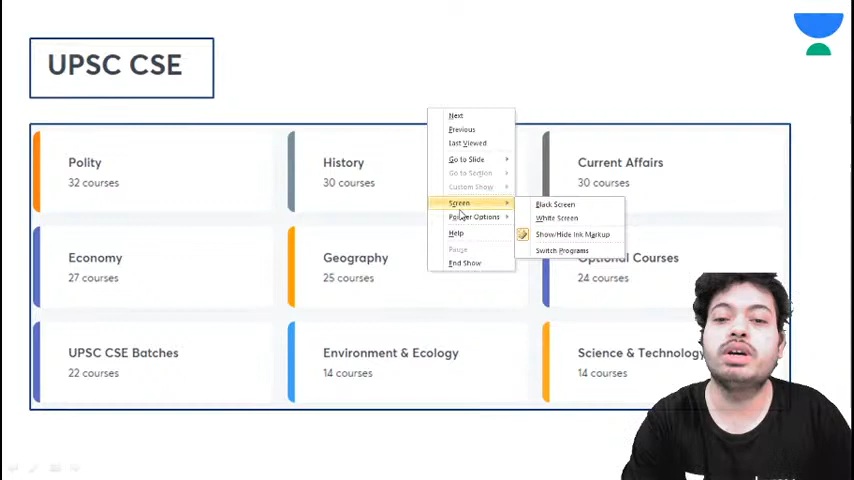 UPSC CSE
Polity
32 courses
History
30 courses
Current Affairs
30 courses
Economy
27 courses
Geography
25 courses
Optional Courses
24 courses
UPSC CSE Batches
22 courses
Environment & Ecology
14 courses
Science & Technology
14 courses
Next
Previous
Last Viewed
Go to Slide
Go to Section
Custom Show
Screen
Pointer Options
Help
Pause
End Show
Black Screen
White Screen
Show/Hide Ink Markup
Switch Programs